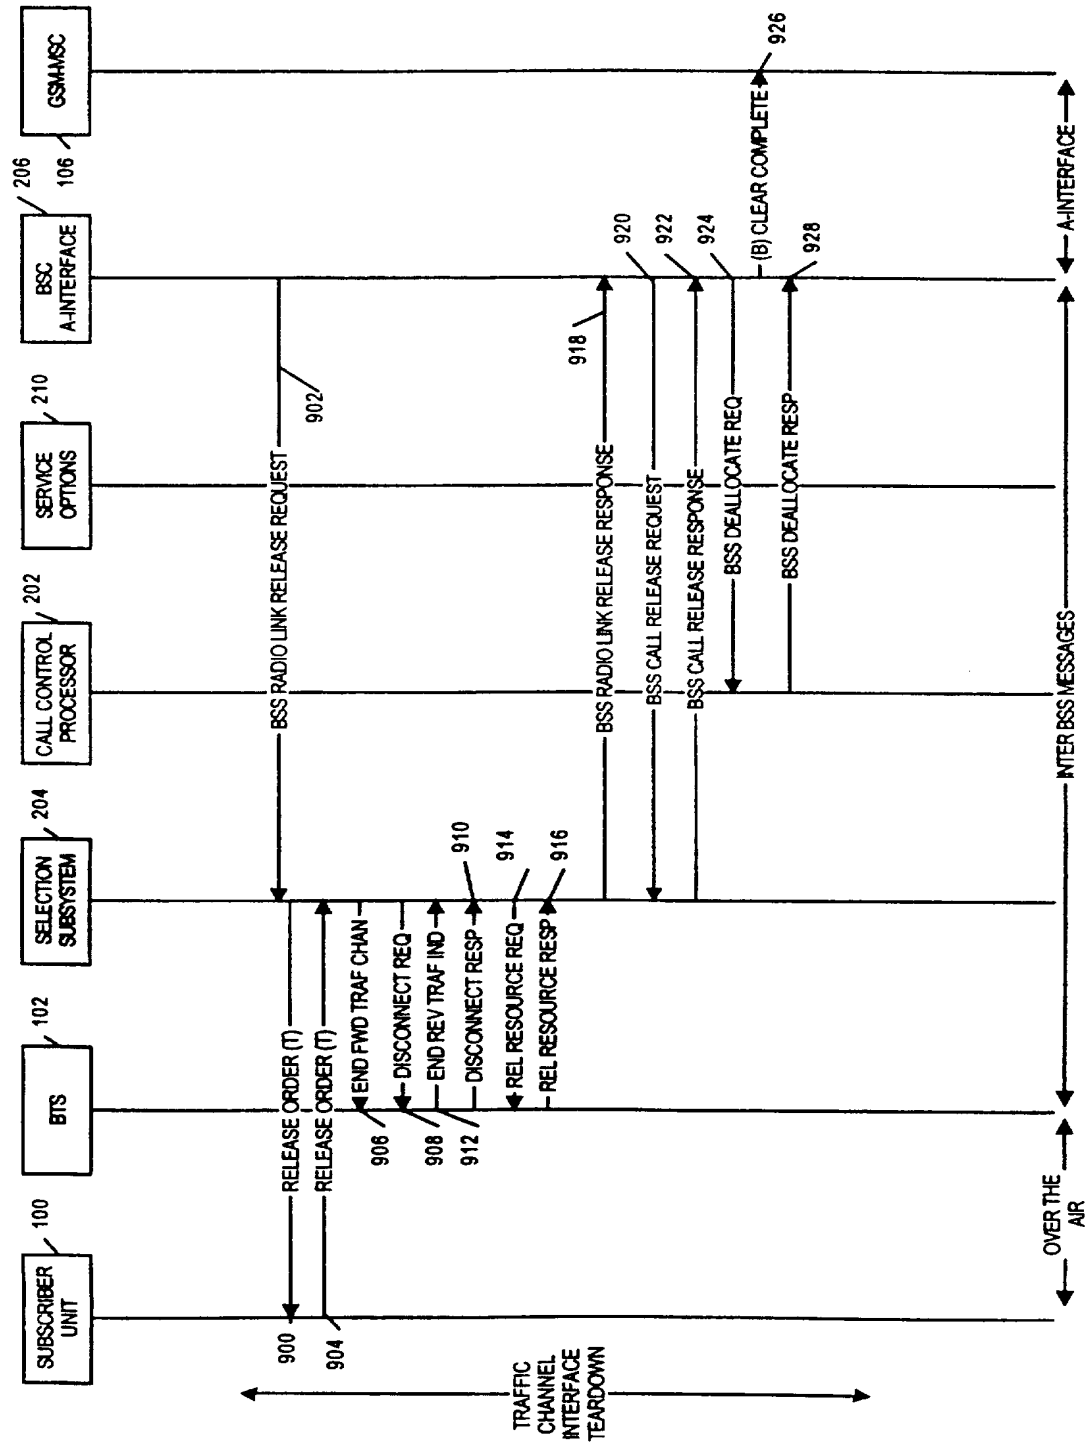 SUBSCRIBER
UNIT
100
BTS
102
SELECTION
SUBSYSTEM
204
CALL CONTROL
PROCESSOR
202
SERVICE
OPTIONS
210
BSC
A-INTERFACE
206
GSM-MSC
106
TRAFFIC
CHANNEL
INTERFACE
TEARDOWN
BSS RADIO LINK RELEASE REQUEST
902
900
RELEASE ORDER (T)
904
RELEASE ORDER (T)
END FWD TRAF CHAN
906
DISCONNECT REQ
908
END REV TRAF IND
912
DISCONNECT RESP
910
REL RESOURCE REQ
914
REL RESOURCE RESP
916
BSS RADIO LINK RELEASE RESPONSE
918
BSS CALL RELEASE REQUEST
920
BSS CALL RELEASE RESPONSE
922
BSS DEALLOCATE REQ
924
(B) CLEAR COMPLETE
926
BSS DEALLOCATE RESP
928
OVER THE
AIR
INTER BSS MESSAGES
A-INTERFACE